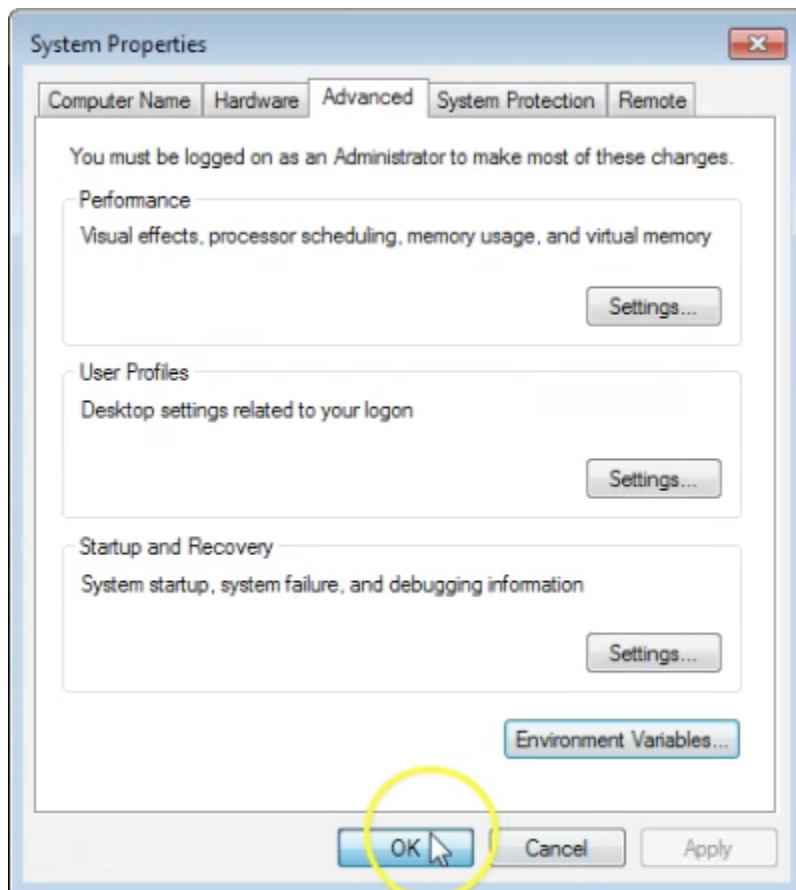 System Properties
Computer Name Hardware Advanced System Protection Remote
You must be logged on as an Administrator to make most of these changes.
Performance
Visual effects, processor scheduling, memory usage, and virtual memory
Settings...
User Profiles
Desktop settings related to your logon
Settings...
Startup and Recovery
System startup, system failure, and debugging information
Settings...
Environment Variables...
OK Cancel Apply